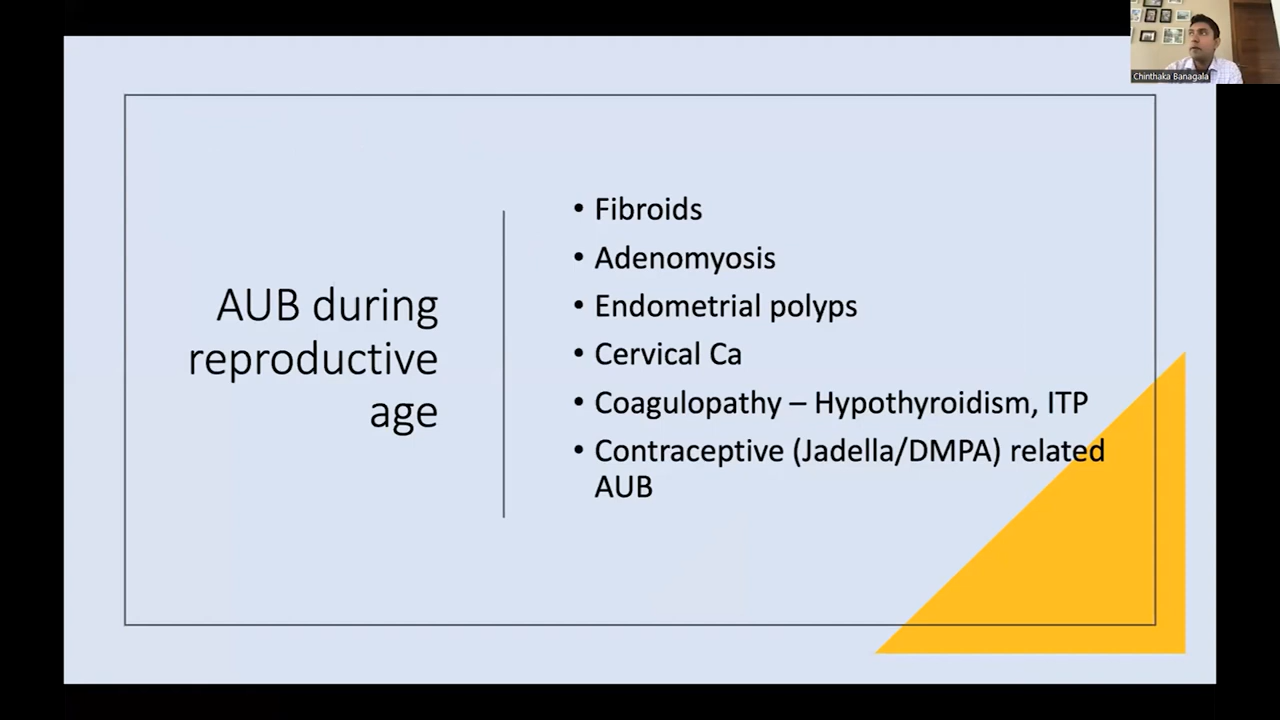 Chinthaka Banagala
AUB during
reproductive
age
• Fibroids
• Adenomyosis
• Endometrial polyps
• Cervical Ca
• Coagulopathy – Hypothyroidism, ITP
• Contraceptive (Jadella/DMPA) related
AUB